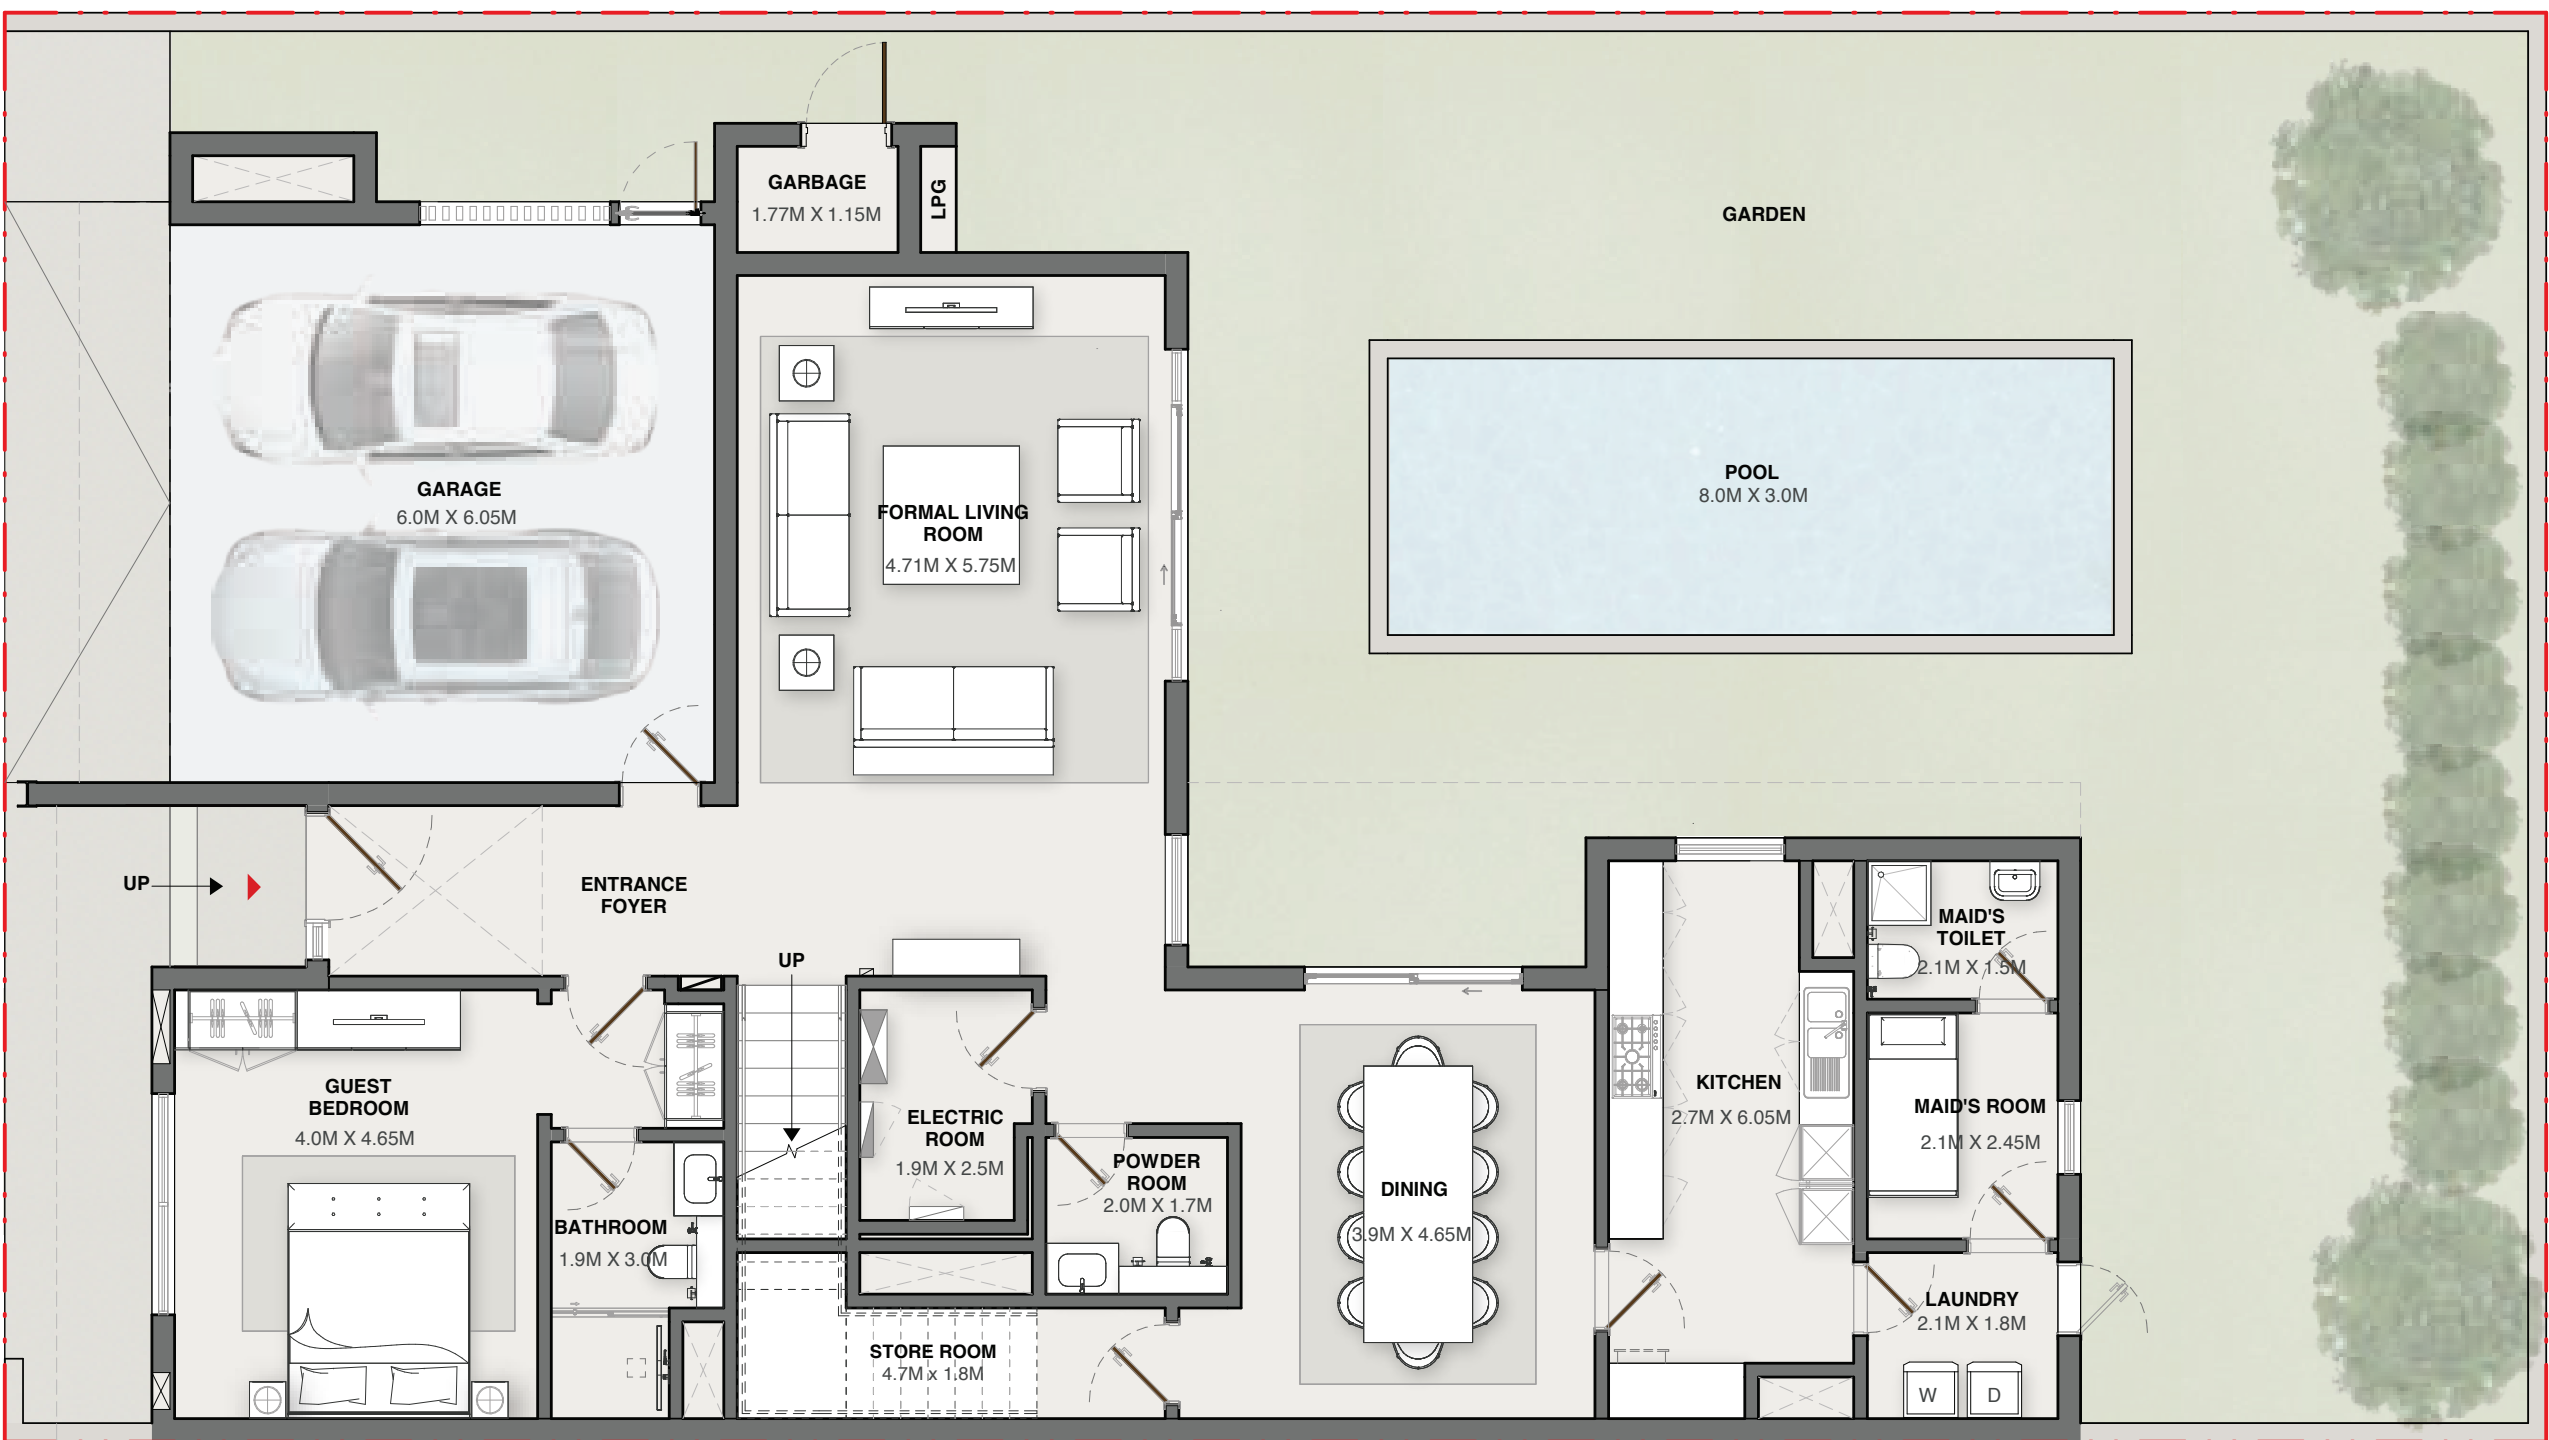 GARBAGE
1.77M X 1.15M
LPG
GARDEN
GARAGE
6.0M X 6.05M
FORMAL LIVING
ROOM
4.71M X 5.75M
POOL
8.0M X 3.0M
UP
ENTRANCE
FOYER
UP
MAID'S
TOILET
2.1M X 1.5M
GUEST
BEDROOM
4.0M X 4.65M
ELECTRIC
ROOM
1.9M X 2.5M
POWDER
ROOM
2.0M X 1.7M
DINING
3.9M X 4.65M
KITCHEN
2.7M X 6.05M
MAID'S ROOM
2.1M X 2.45M
BATHROOM
1.9M X 3.0M
STORE ROOM
4.7M x 1.8M
LAUNDRY
2.1M X 1.8M
W
D